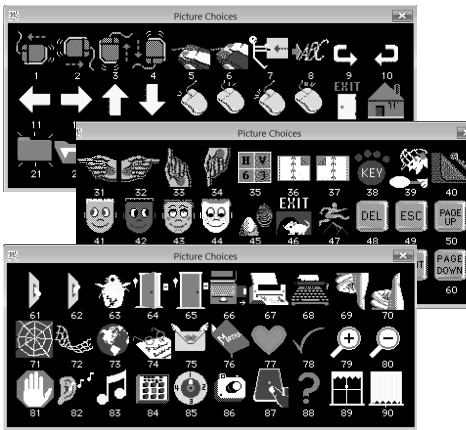 Picture Choices
1 2 3 4 5 6 7 8 9 10
ABC
EXIT
11
21
Picture Choices
H V
6 3
KEY
31 32 33 34 35 36 37 38 39 40
EXIT
DEL ESC PAGE UP
41 42 43 44 45 46 47 48 49 50
PAGE DOWN
60
Picture Choices
61 62 63 64 65 66 67 68 69 70
Menu
71 72 73 74 75 76 77 78 79 80
?
81 82 83 84 85 86 87 88 89 90